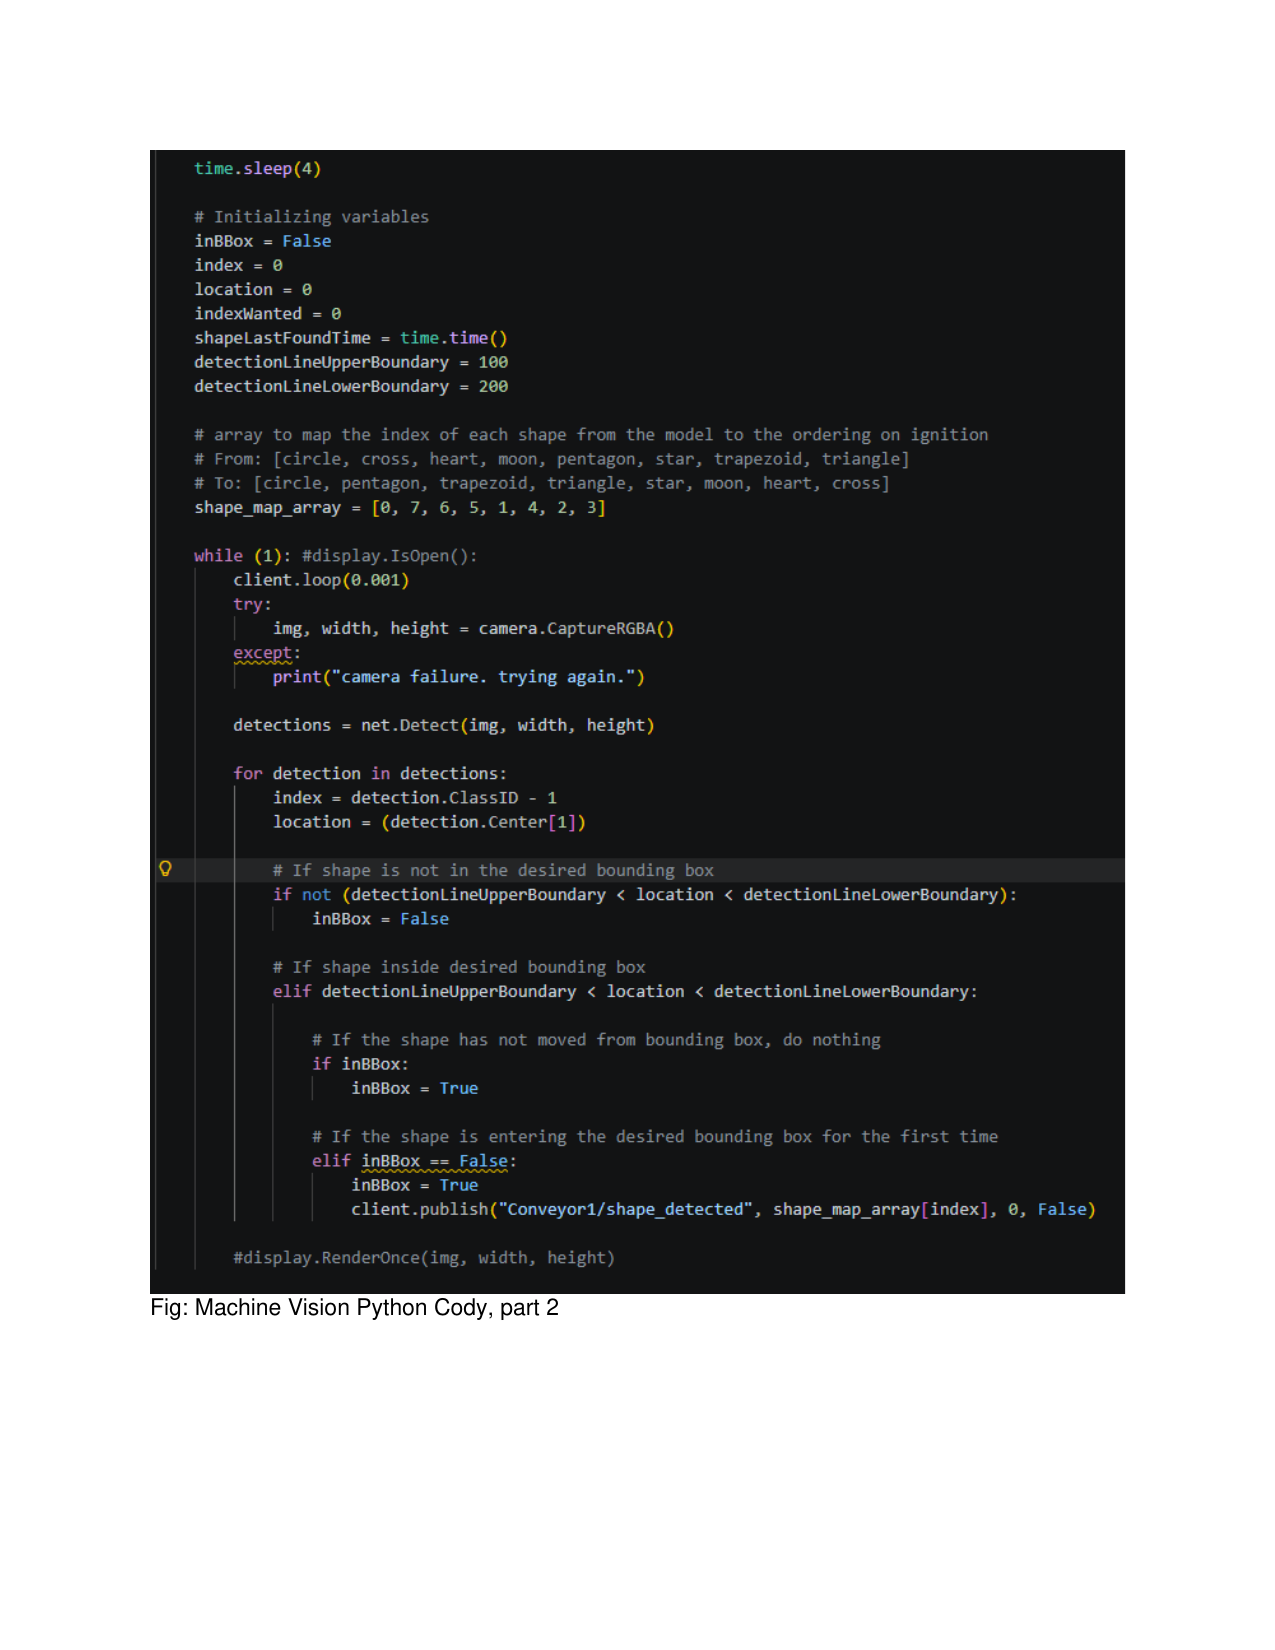 time.sleep(4)
# Initializing variables
inBBox = False
index = 0
location = 0
indexWanted = 0
shapeLastFoundTime = time.time()
detectionLineUpperBoundary = 100
detectionLineLowerBoundary = 200
# array to map the index of each shape from the model to the ordering on ignition
# From: [circle, cross, heart, moon, pentagon, star, trapezoid, triangle]
# To: [circle, pentagon, trapezoid, triangle, star, moon, heart, cross]
shape_map_array = [0, 7, 6, 5, 1, 4, 2, 3]
while (1): #display.IsOpen():
client.loop(0.001)
try:
img, width, height = camera.CaptureRGBA()
except:
print("camera failure. trying again.")
detections = net.Detect(img, width, height)
for detection in detections:
index = detection.ClassID - 1
location = (detection.Center[1])
# If shape is not in the desired bounding box
if not (detectionLineUpperBoundary < location < detectionLineLowerBoundary):
inBBox = False
# If shape inside desired bounding box
elif detectionLineUpperBoundary < location < detectionLineLowerBoundary:
# If the shape has not moved from bounding box, do nothing
if inBBox:
inBBox = True
# If the shape is entering the desired bounding box for the first time
elif inBBox == False:
inBBox = True
client.publish("Conveyor1/shape_detected", shape_map_array[index], 0, False)
#display.RenderOnce(img, width, height)
Fig: Machine Vision Python Cody, part 2